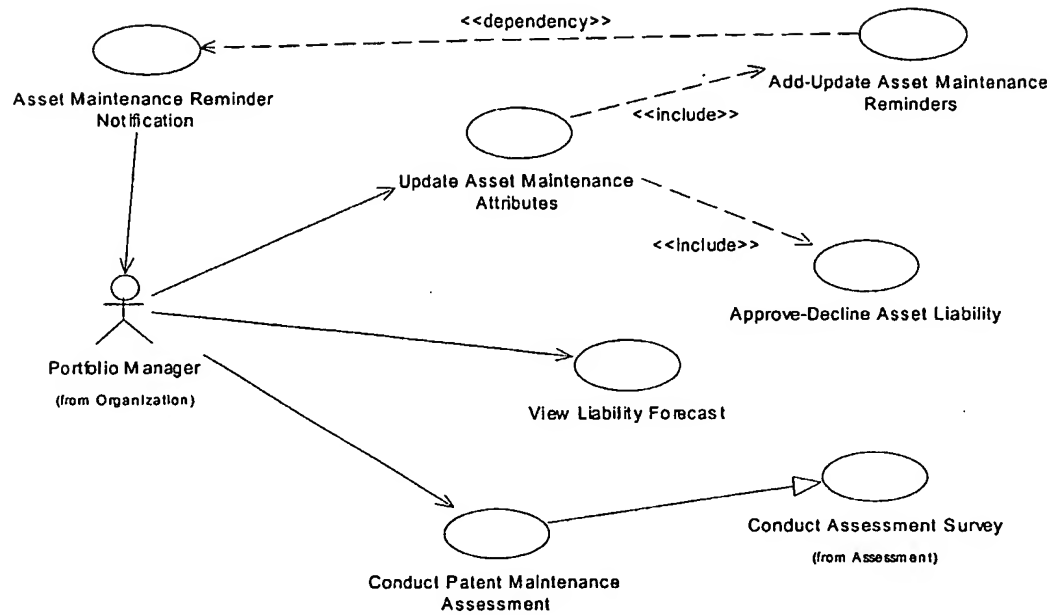 <<dependency>>
Asset Maintenance Reminder
Notification
Add-Update Asset Maintenance
Reminders
<<include>>
Update Asset Maintenance
Attributes
<<include>>
Approve-Decline Asset Liability
Portfolio Manager
(from Organization)
View Liability Forecast
Conduct Assessment Survey
(from Assessment)
Conduct Patent Maintenance
Assessment